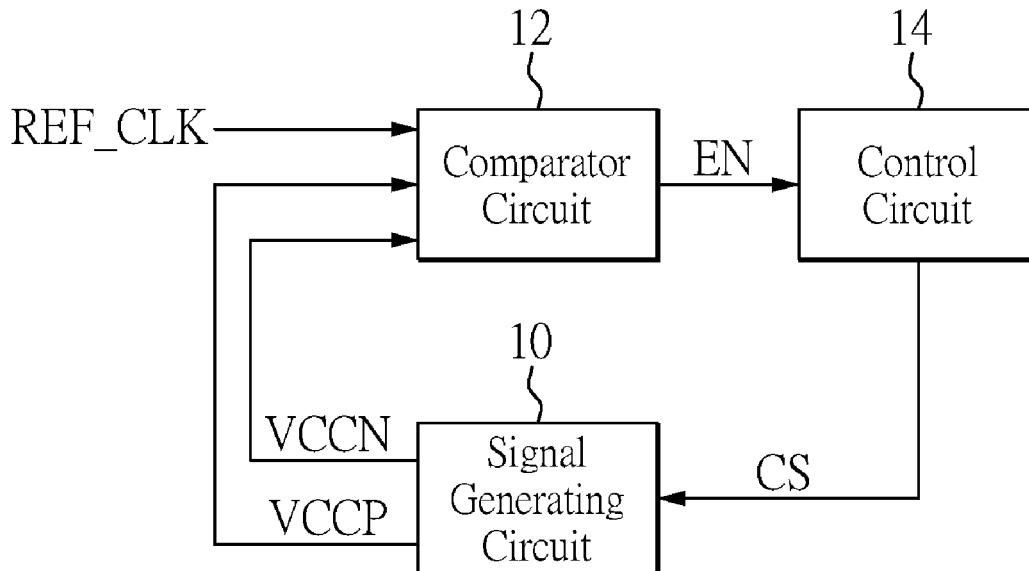 12
14
REF_CLK
Comparator
Circuit
EN
Control
Circuit
10
VCCN
VCCP
Signal
Generating
Circuit
CS